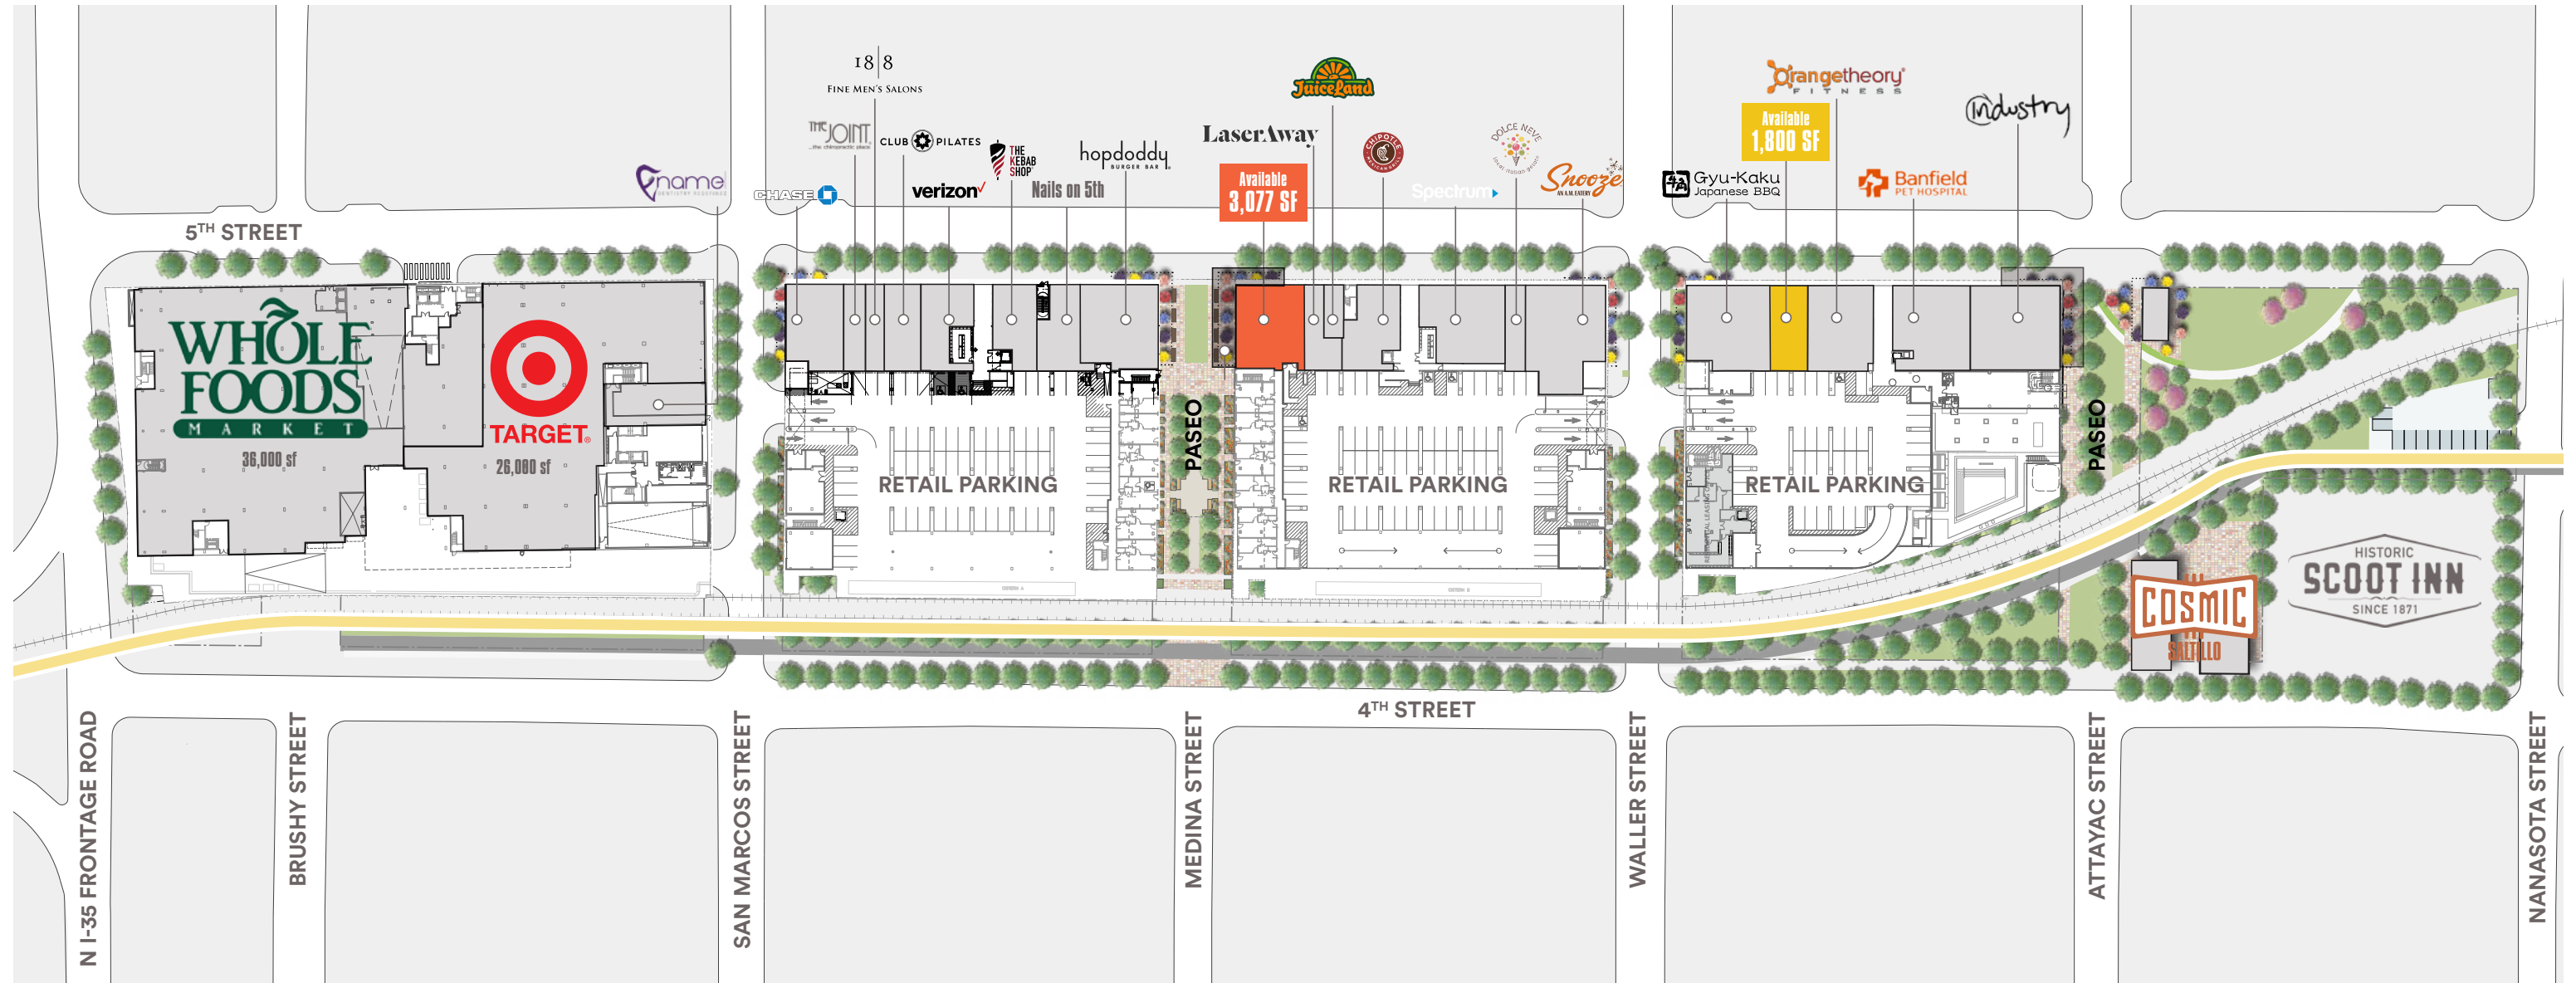 188
FINE MEN'S SALONS
JuiceLand
Orangetheory®
FITNESS
industry
THE JOINT
...the chiropractic place
CLUB PILATES
THE
KEBAB
SHOP
hopdoddy
BURGER BAR
LaserAway
CHIPOTLE
MEXICAN GRILL
DOLCE NEVE
Available
1,800 SF
name
CHASE
verizon
Nails on 5th
Available
3,077 SF
Spectrum
Snooze
AN A.M. EATERY
Gyu-Kaku
Japanese BBQ
Banfield
PET HOSPITAL
5TH STREET
WHOLE
FOODS
MARKET
36,000 sf
TARGET
26,080 sf
RETAIL PARKING
PASEO
RETAIL PARKING
RETAIL PARKING
PASEO
HISTORIC
SCOOT INN
SINCE 1871
COSMIC
SALTILLO
4TH STREET
N I-35 FRONTAGE ROAD
BRUSHY STREET
SAN MARCOS STREET
MEDINA STREET
WALLER STREET
ATTAYAC STREET
NANASOTA STREET